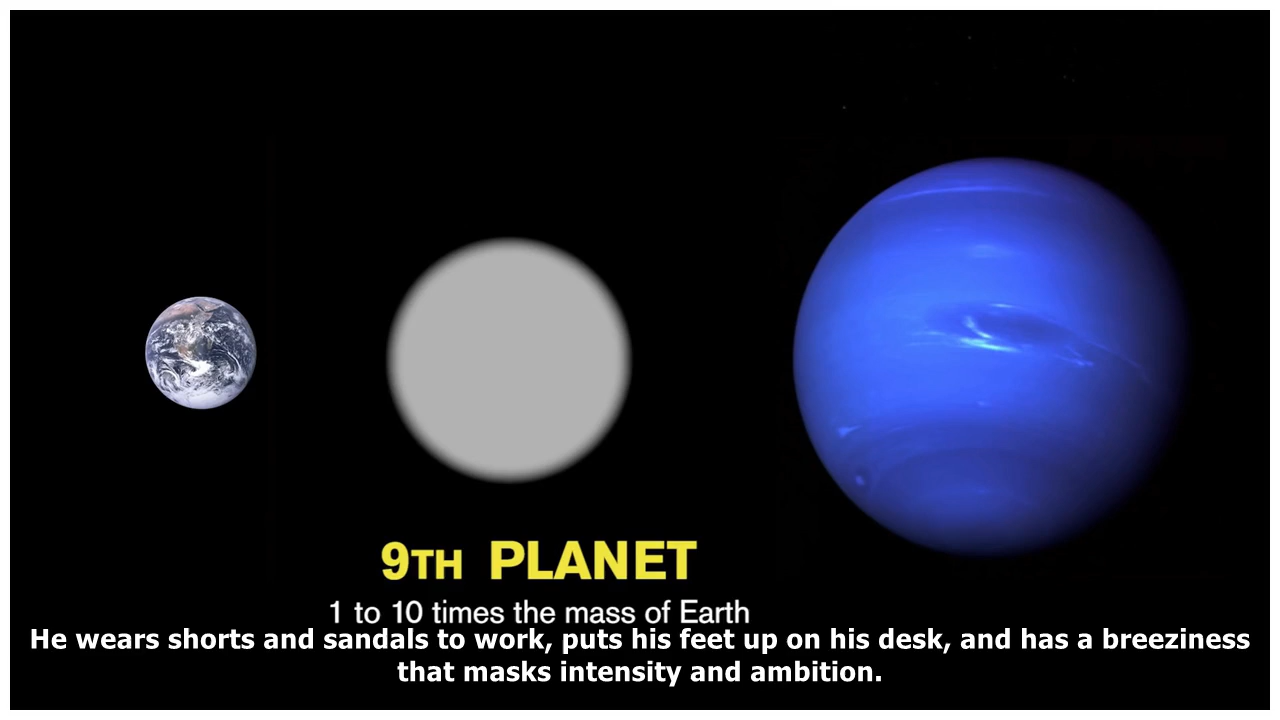 9TH PLANET
1 to 10 times the mass of Earth
He wears shorts and sandals to work, puts his feet up on his desk, and has a breeziness
that masks intensity and ambition.